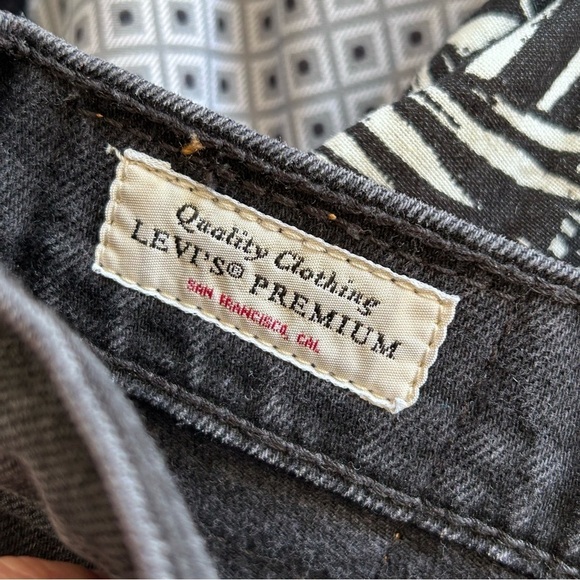 Quality Clothing
LEVI'S® PREMIUM
SAN FRANCISCO, CAL